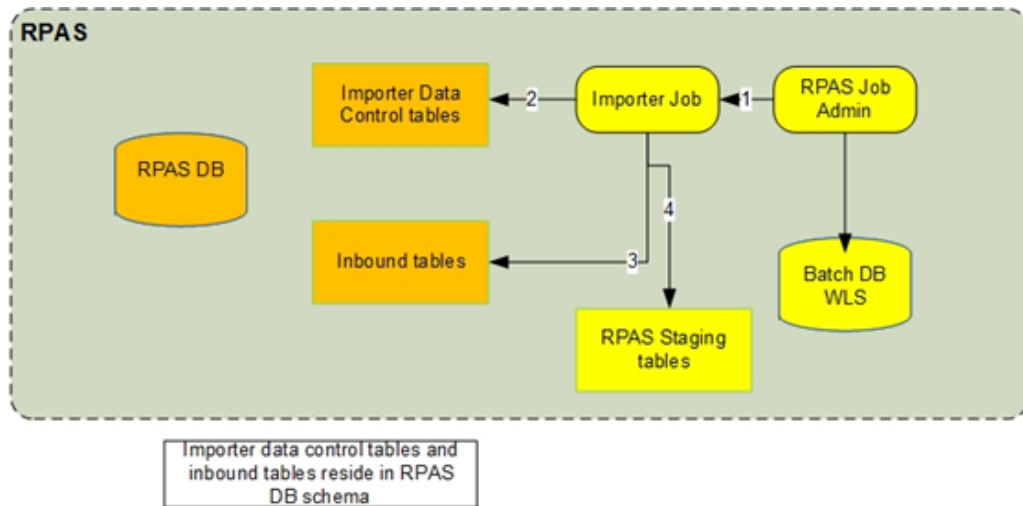 RPAS
Importer Data
Control tables
2
Importer Job
1
RPAS Job
Admin
RPAS DB
4
Inbound tables
3
Batch DB
WLS
RPAS Staging
tables
Importer data control tables and
inbound tables reside in RPAS
DB schema